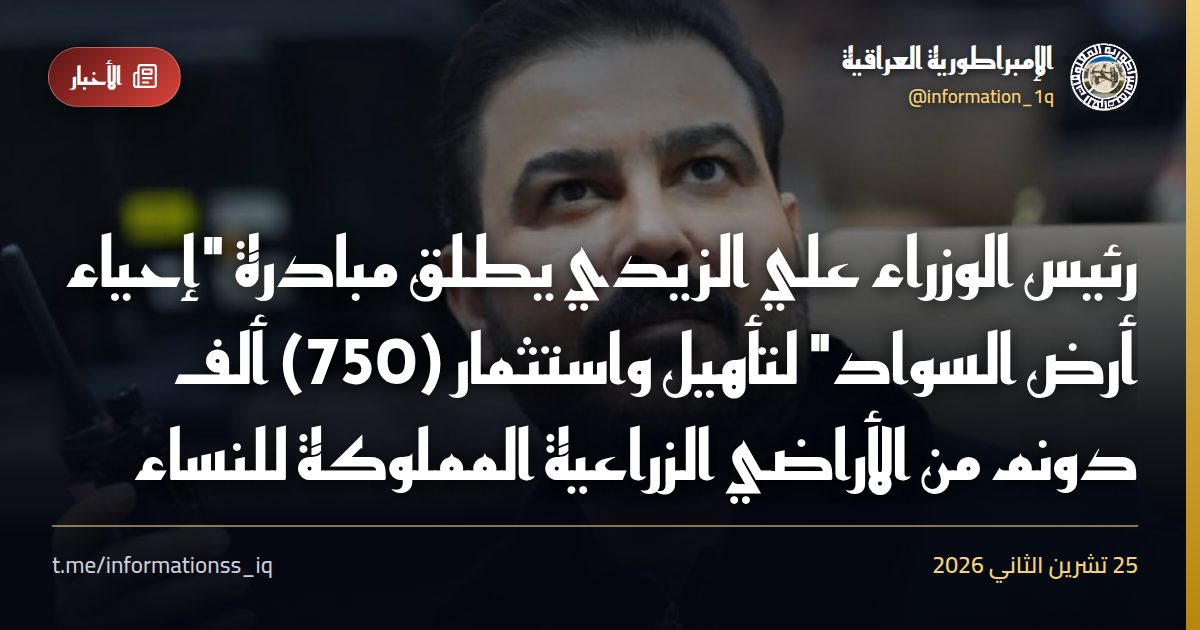 الإمبراطورية العراقية
@information_1q
الأخبار
رئيس الوزراء علي الزيدي يطلق مبادرة "إحياء
أرض السواد" لتأهيل واستثمار (750) ألف
دونم من الأراضي الزراعية المملوكة للنساء
25 تشرين الثاني 2026
t.me/informationss_iq